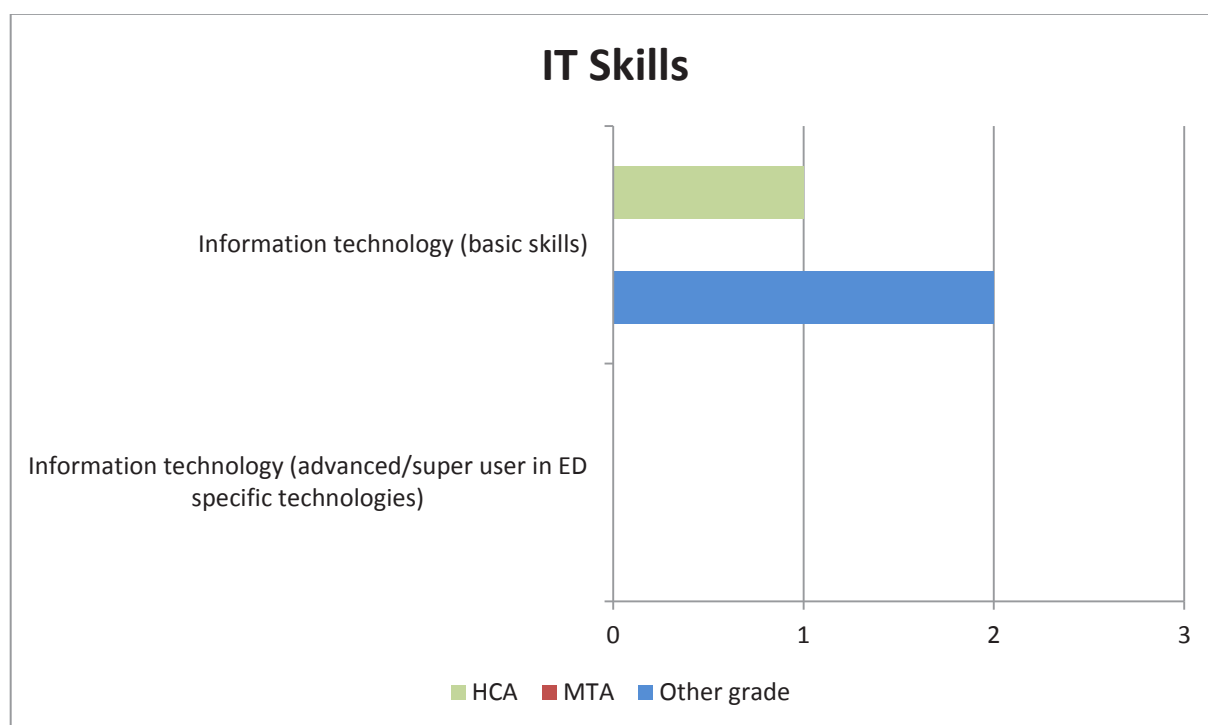 IT Skills
Information technology (basic skills)
Information technology (advanced/super user in ED
specific technologies)
0 1 2 3
HCA MTA Other grade